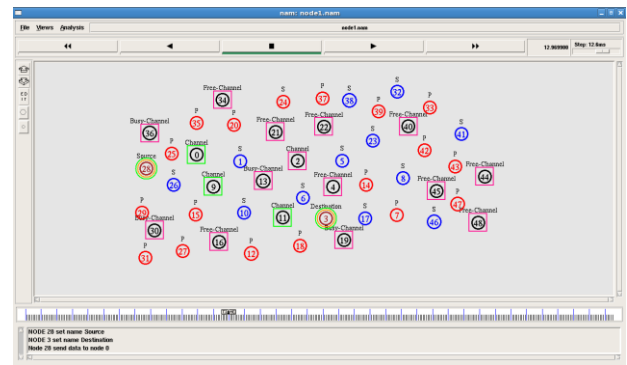 nam: node1.nam
File Views Analysis node1.nam
12.969900 Step: 12.0ms
Free-Channel
34
S
24
P
37
S
38
S
32
P
39
P
33
Busy-Channel
36
P
35
P
20
Free-Channel
21
Free-Channel
22
Free-Channel
40
S
41
S
23
P
25
Channel
0
S
1
Channel
2
S
5
P
42
Source
28
P
43
Free-Channel
44
S
26
Channel
9
Busy-Channel
13
Free-Channel
4
P
14
S
8
Free-Channel
45
S
6
P
47
P
29
P
15
S
10
Channel
11
Destination
3
S
17
P
7
S
46
Free-Channel
48
Busy-Channel
30
Free-Channel
16
Busy-Channel
19
P
18
P
12
P
27
P
31
NODE 28 set name Source
NODE 3 set name Destination
Node 28 send data to node 0